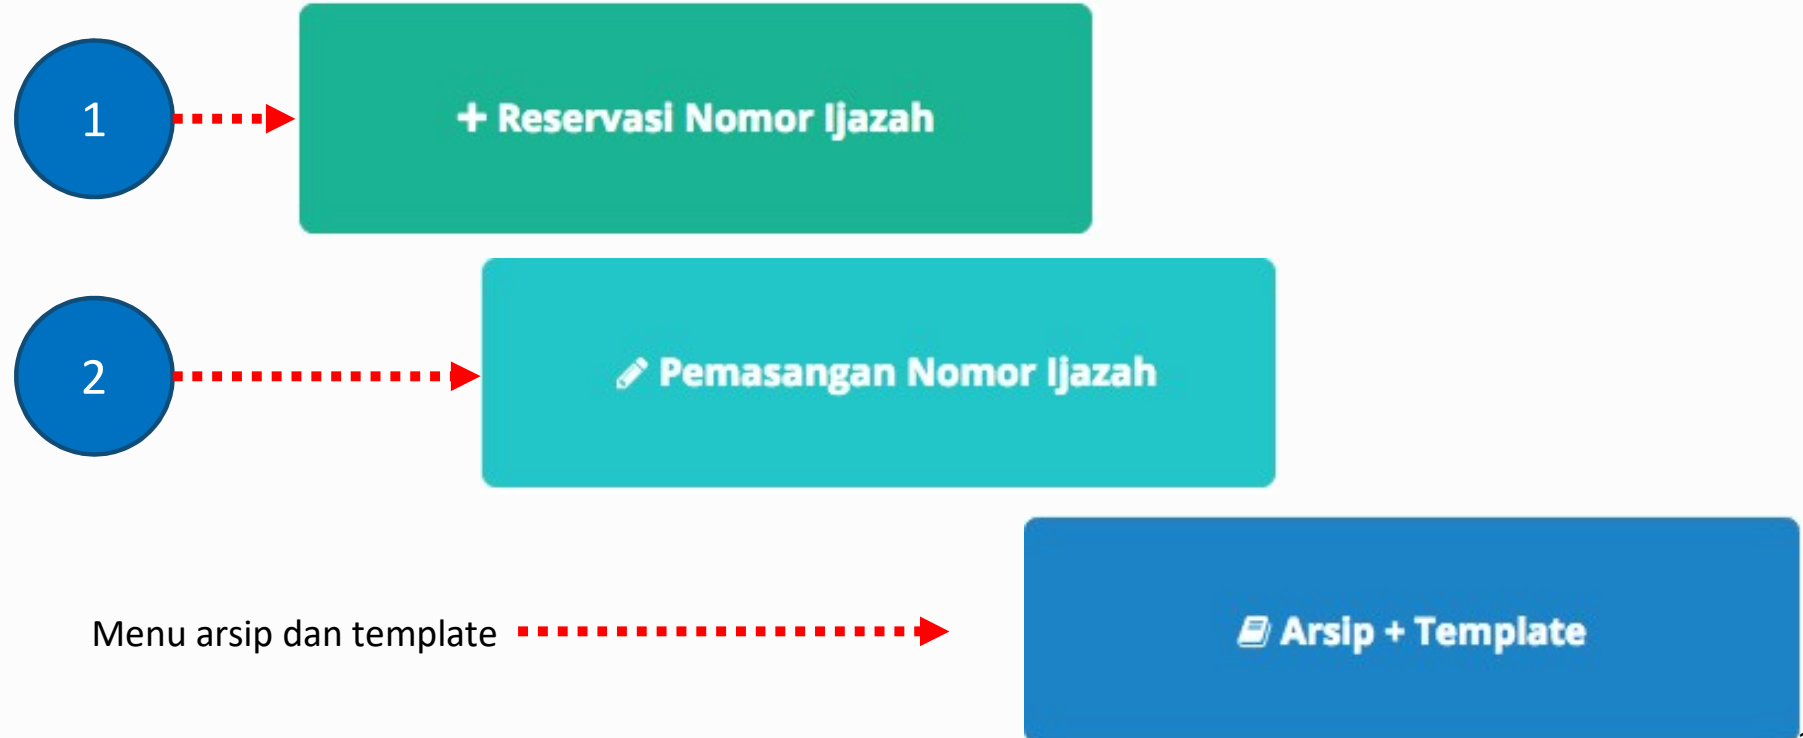 1
+ Reservasi Nomor Ijazah
2
Pemasangan Nomor Ijazah
Menu arsip dan template
Arsip + Template